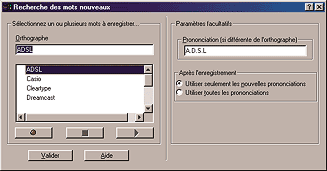 Recherche des mots nouveaux
Sélectionnez un ou plusieurs mots à enregistrer...
Orthographe
ADSL
ADSL
Casio
Cleartype
Dreamcast
Valider
Aide
Paramètres facultatifs
Prononciation (si différente de l'orthographe)
A.D.S.L
Après l'enregistrement
Utiliser seulement les nouvelles prononciations
Utiliser toutes les prononciations